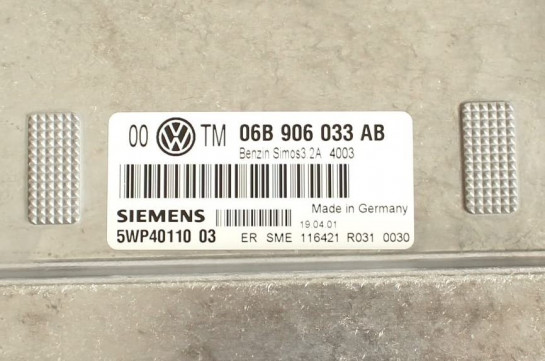 00 VW TM 06B 906 033 AB
Benzin Simos3.2A 4003
Made in Germany
SIEMENS 19.04.01
5WP40110 03 ER SME 116421 R031 0030